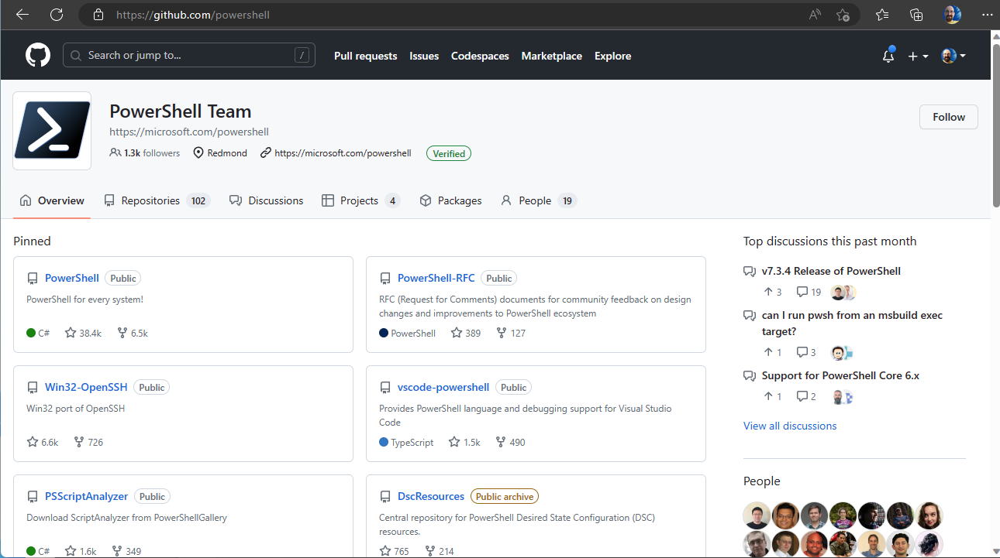 https://github.com/powershell
Search or jump to...
/
Pull requests Issues Codespaces Marketplace Explore
PowerShell Team
https://microsoft.com/powershell
1.3k followers Redmond https://microsoft.com/powershell Verified
Follow
Overview Repositories 102 Discussions Projects 4 Packages People 19
Pinned
PowerShell Public
PowerShell for every system!
C# 38.4k 6.5k
PowerShell-RFC Public
RFC (Request for Comments) documents for community feedback on design
changes and improvements to PowerShell ecosystem
PowerShell 389 127
Win32-OpenSSH Public
Win32 port of OpenSSH
6.6k 726
vscode-powershell Public
Provides PowerShell language and debugging support for Visual Studio
Code
TypeScript 1.5k 490
PSScriptAnalyzer Public
Download ScriptAnalyzer from PowerShellGallery
C# 1.6k 349
DscResources Public archive
Central repository for PowerShell Desired State Configuration (DSC)
resources.
765 214
Top discussions this past month
v7.3.4 Release of PowerShell
3 19
can I run pwsh from an msbuild exec
target?
1 3
Support for PowerShell Core 6.x
1 2
View all discussions
People